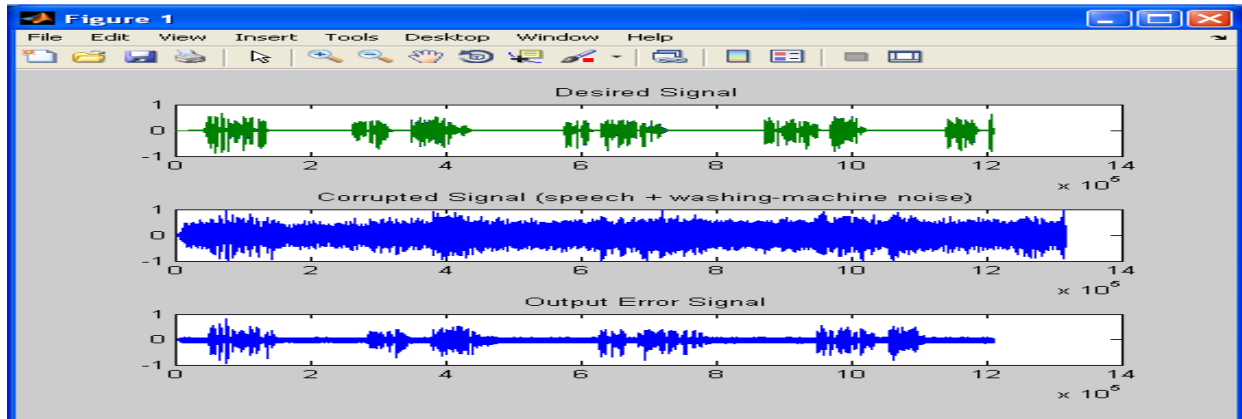 Figure 1
File Edit View Insert Tools Desktop Window Help
Desired Signal
1
0
-1
0 2 4 6 8 10 12 14
x 10^5
Corrupted Signal (speech + washing-machine noise)
1
0
-1
0 2 4 6 8 10 12 14
x 10^5
Output Error Signal
1
0
-1
0 2 4 6 8 10 12 14
x 10^5